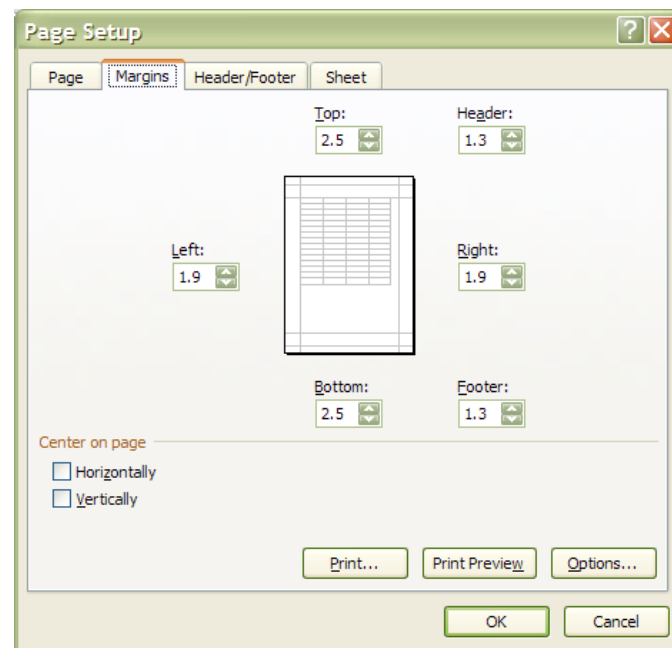 Page Setup
Page Margins Header/Footer Sheet
Top: Header:
2.5 1.3
Left: Right:
1.9 1.9
Bottom: Footer:
2.5 1.3
Center on page
Horizontally
Vertically
Print... Print Preview Options...
OK Cancel